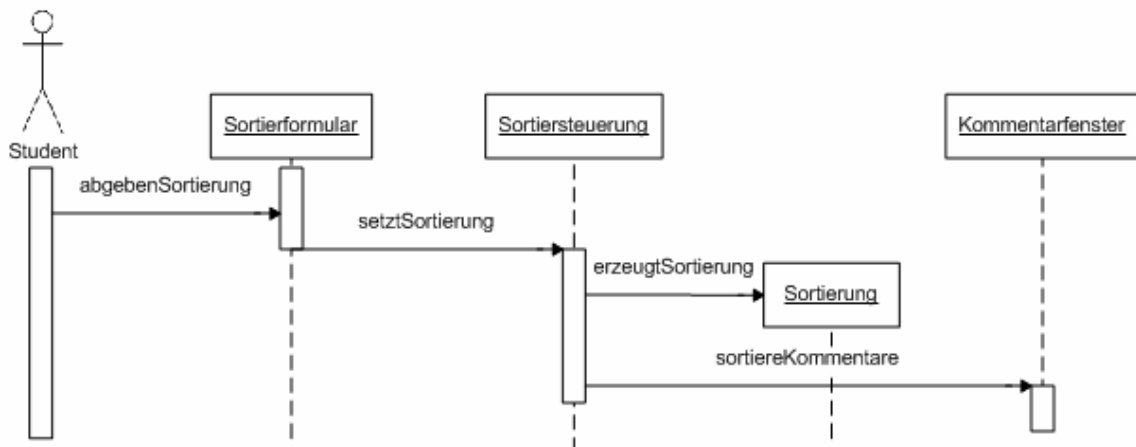 Sortierformular
Sortiersteuerung
Kommentarfenster
Student
abgebenSortierung
setztSortierung
erzeugtSortierung
Sortierung
sortiereKommentare